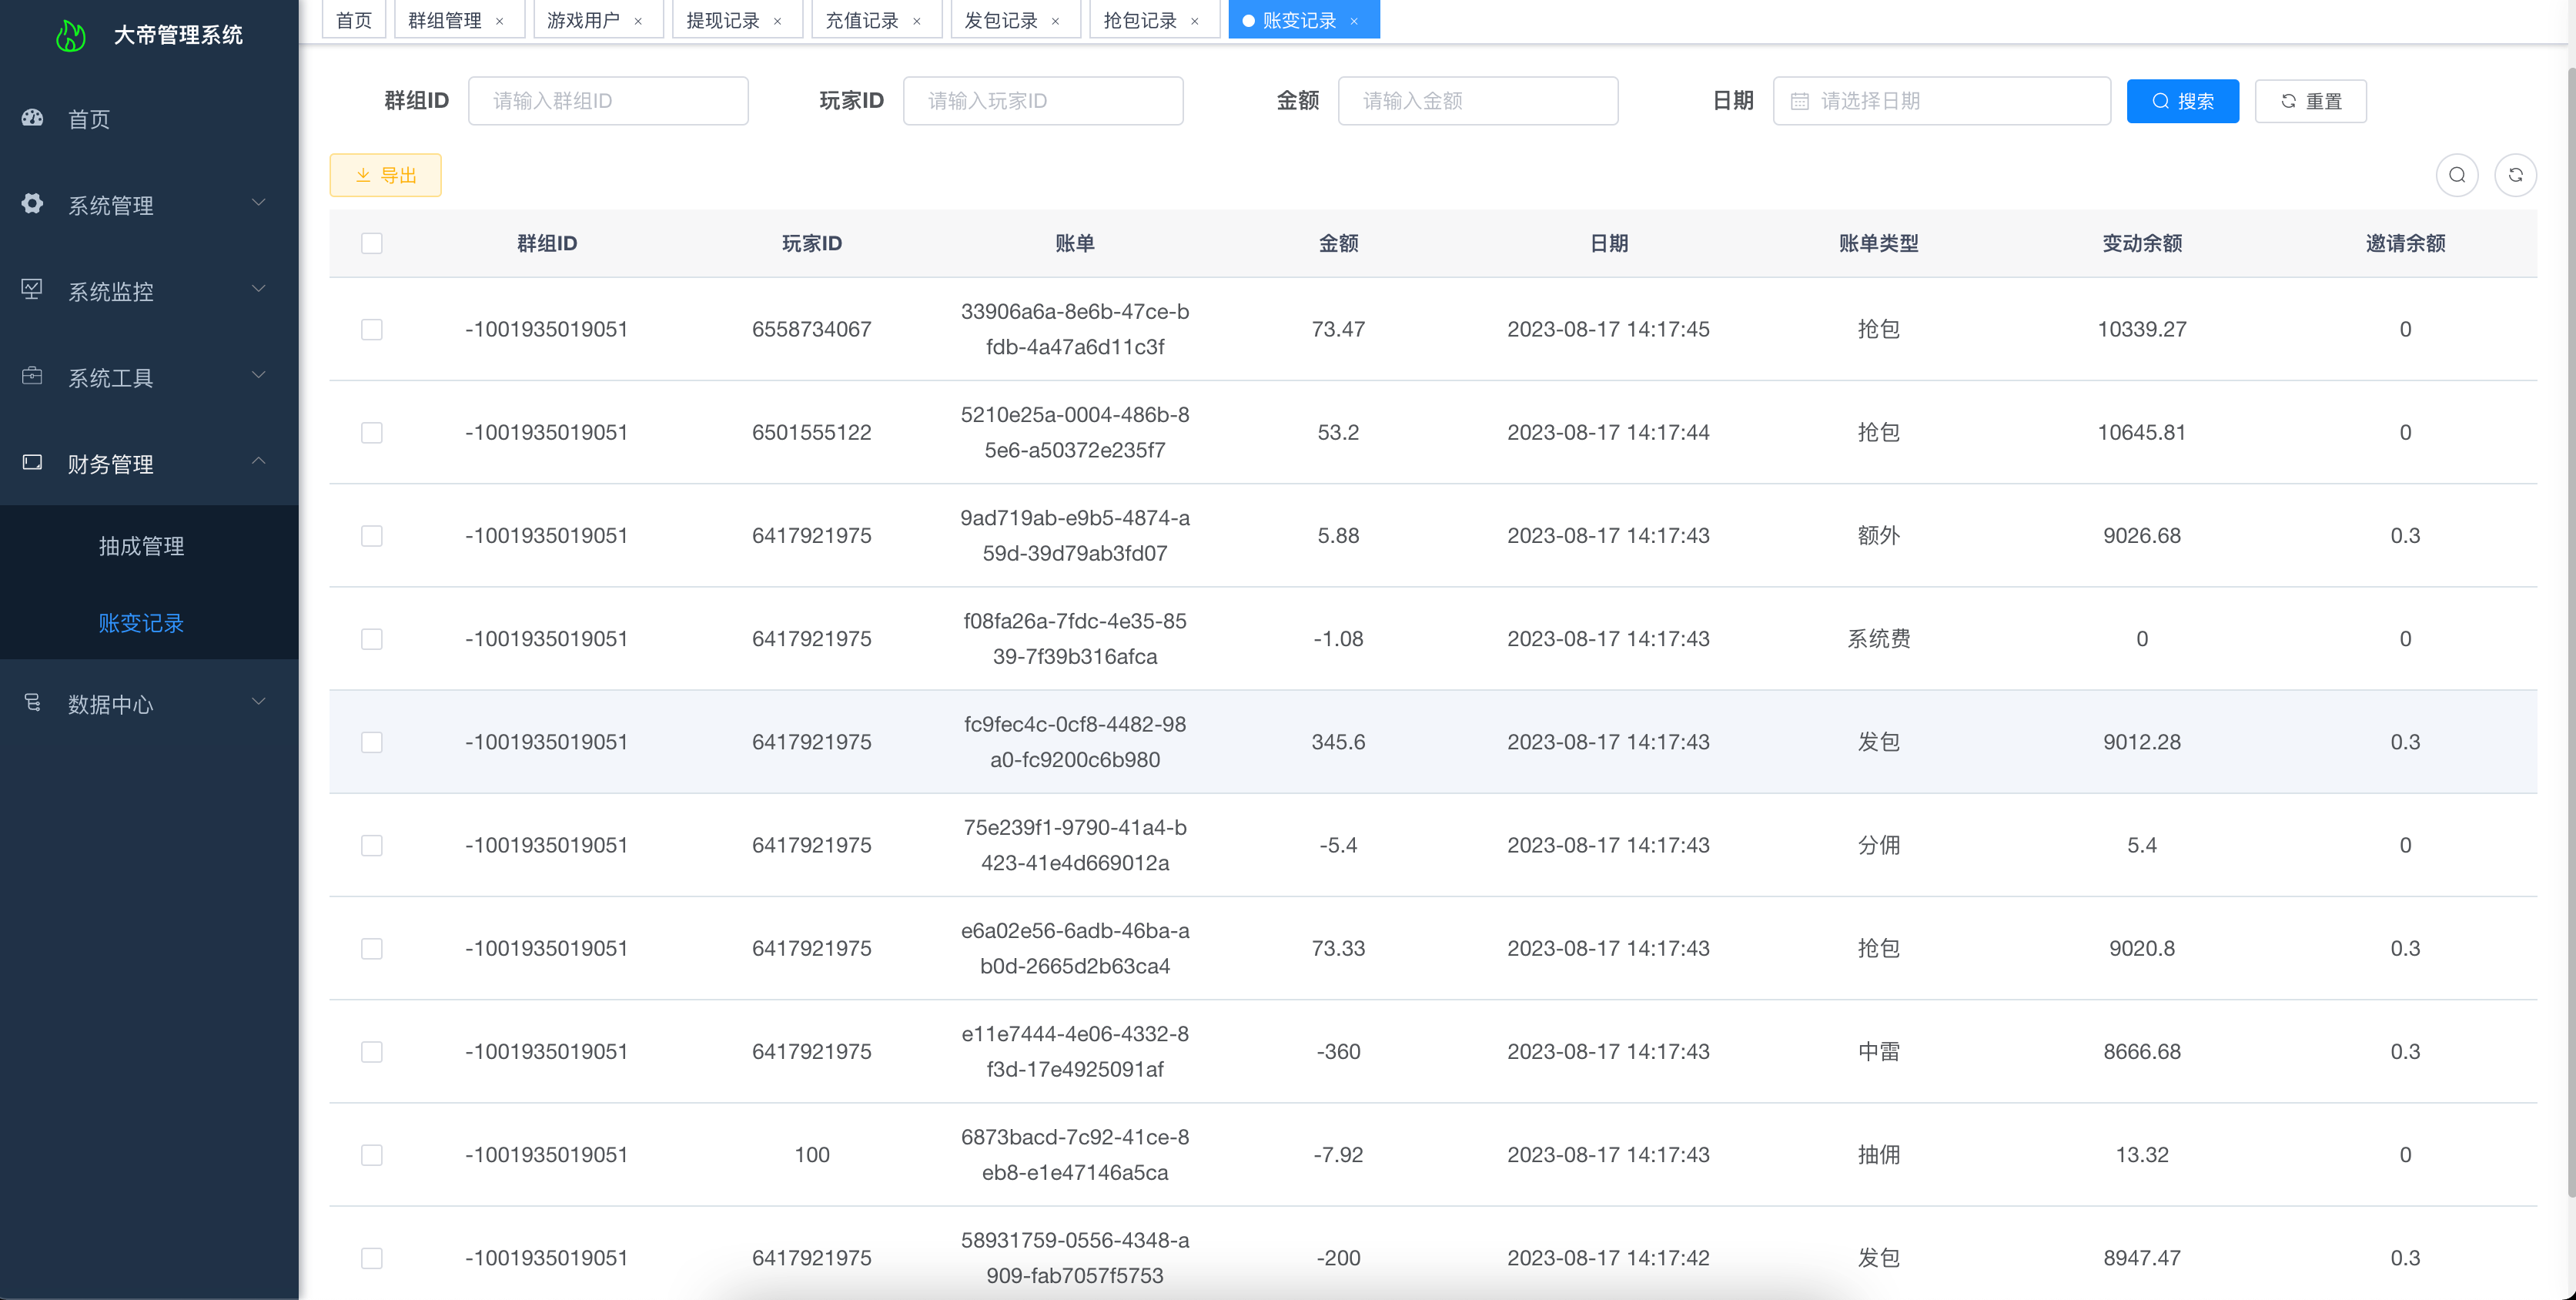 大帝管理系统
首页
系统管理
系统监控
系统工具
财务管理
抽成管理
账变记录
数据中心
首页 群组管理 × 游戏用户 × 提现记录 × 充值记录 × 发包记录 × 抢包记录 × 账变记录 ×
群组ID 请输入群组ID 玩家ID 请输入玩家ID 金额 请输入金额 日期 请选择日期 搜索 重置
导出
群组ID 玩家ID 账单 金额 日期 账单类型 变动余额 邀请余额
-1001935019051 6558734067 33906a6a-8e6b-47ce-b 73.47 2023-08-17 14:17:45 抢包 10339.27 0
fdb-4a47a6d11c3f
-1001935019051 6501555122 5210e25a-0004-486b-8 53.2 2023-08-17 14:17:44 抢包 10645.81 0
5e6-a50372e235f7
-1001935019051 6417921975 9ad719ab-e9b5-4874-a 5.88 2023-08-17 14:17:43 额外 9026.68 0.3
59d-39d79ab3fd07
-1001935019051 6417921975 f08fa26a-7fdc-4e35-85 -1.08 2023-08-17 14:17:43 系统费 0 0
39-7f39b316afca
-1001935019051 6417921975 fc9fec4c-0cf8-4482-98 345.6 2023-08-17 14:17:43 发包 9012.28 0.3
a0-fc9200c6b980
-1001935019051 6417921975 75e239f1-9790-41a4-b -5.4 2023-08-17 14:17:43 分佣 5.4 0
423-41e4d669012a
-1001935019051 6417921975 e6a02e56-6adb-46ba-a 73.33 2023-08-17 14:17:43 抢包 9020.8 0.3
b0d-2665d2b63ca4
-1001935019051 6417921975 e11e7444-4e06-4332-8 -360 2023-08-17 14:17:43 中雷 8666.68 0.3
f3d-17e4925091af
-1001935019051 100 6873bacd-7c92-41ce-8 -7.92 2023-08-17 14:17:43 抽佣 13.32 0
eb8-e1e47146a5ca
-1001935019051 6417921975 58931759-0556-4348-a -200 2023-08-17 14:17:42 发包 8947.47 0.3
909-fab7057f5753